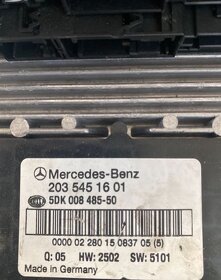 Mercedes-Benz
203 545 16 01
5DK 008 485-50
0000 02 280 15 0837 05 (5)
Q: 05 HW: 2502 SW: 5101
Made in Germany